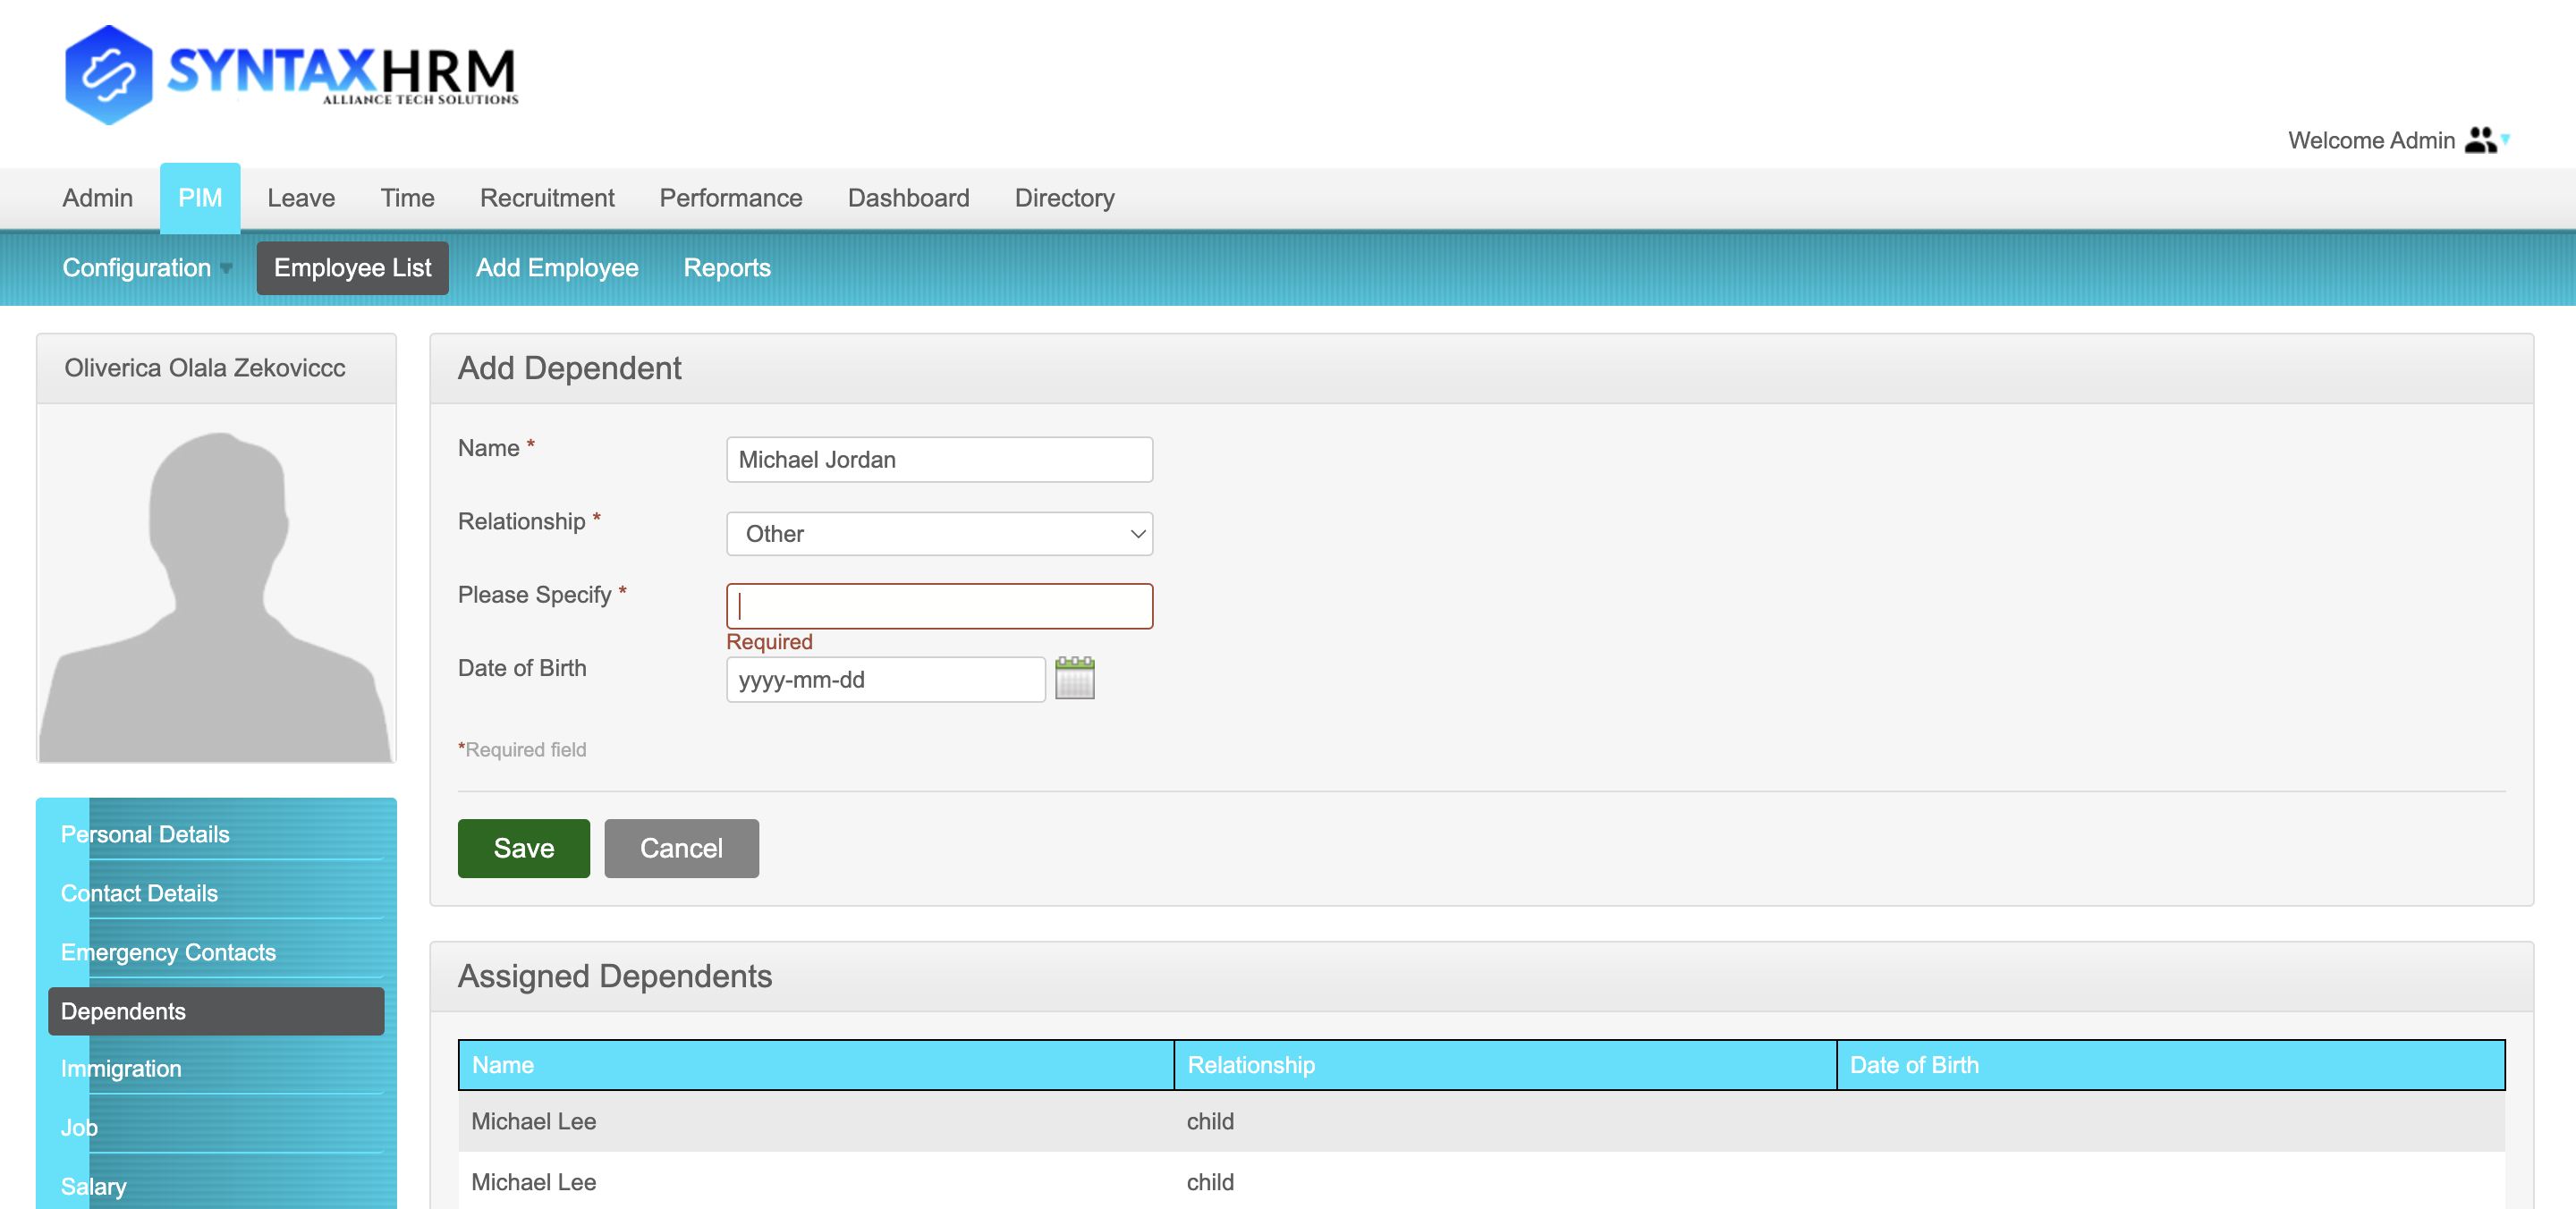 SYNTAXHRM
ALLIANCE TECH SOLUTIONS
Welcome Admin
Admin PIM Leave Time Recruitment Performance Dashboard Directory
Configuration Employee List Add Employee Reports
Oliverica Olala Zekoviccc
Personal Details
Contact Details
Emergency Contacts
Dependents
Immigration
Job
Salary
Add Dependent
Name * Michael Jordan
Relationship * Other
Please Specify *
Required
Date of Birth yyyy-mm-dd
*Required field
Save Cancel
Assigned Dependents
Name Relationship Date of Birth
Michael Lee child
Michael Lee child